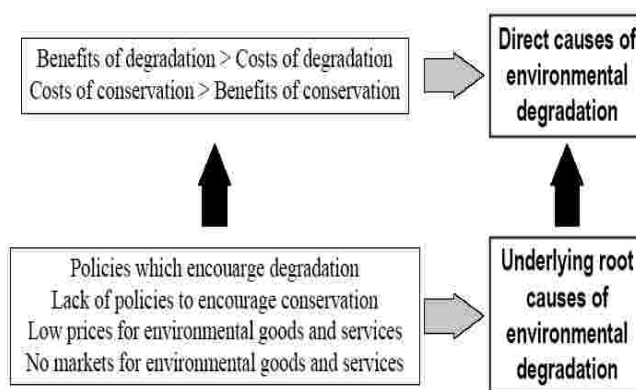 Benefits of degradation > Costs of degradation
Costs of conservation > Benefits of conservation
Direct causes of
environmental
degradation
Policies which encouarge degradation
Lack of policies to encourage conservation
Low prices for environmental goods and services
No markets for environmental goods and services
Underlying root
causes of
environmental
degradation